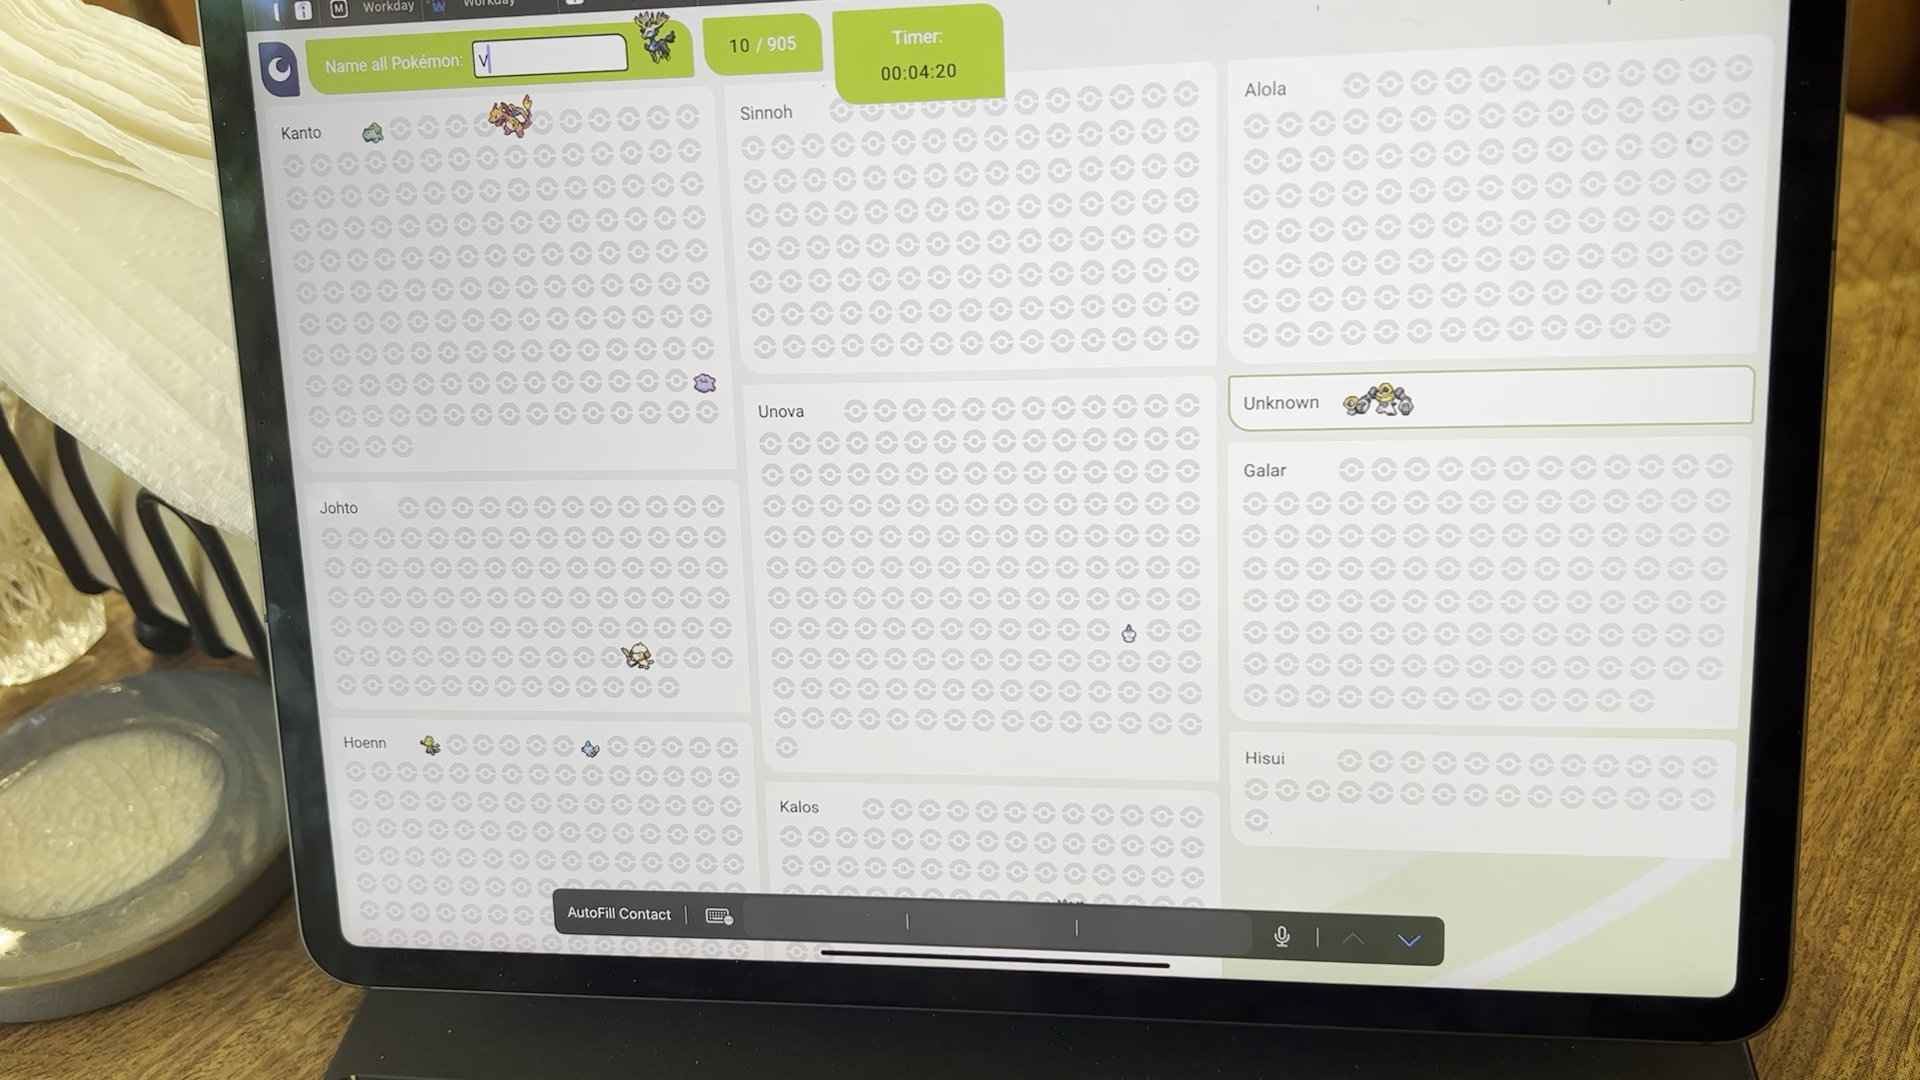 Workday
Workday
Name all Pokémon: V
10 / 905
Timer:
00:04:20
Kanto
Sinnoh
Alola
Unknown
Unova
Galar
Johto
Hoenn
Hisui
Kalos
AutoFill Contact